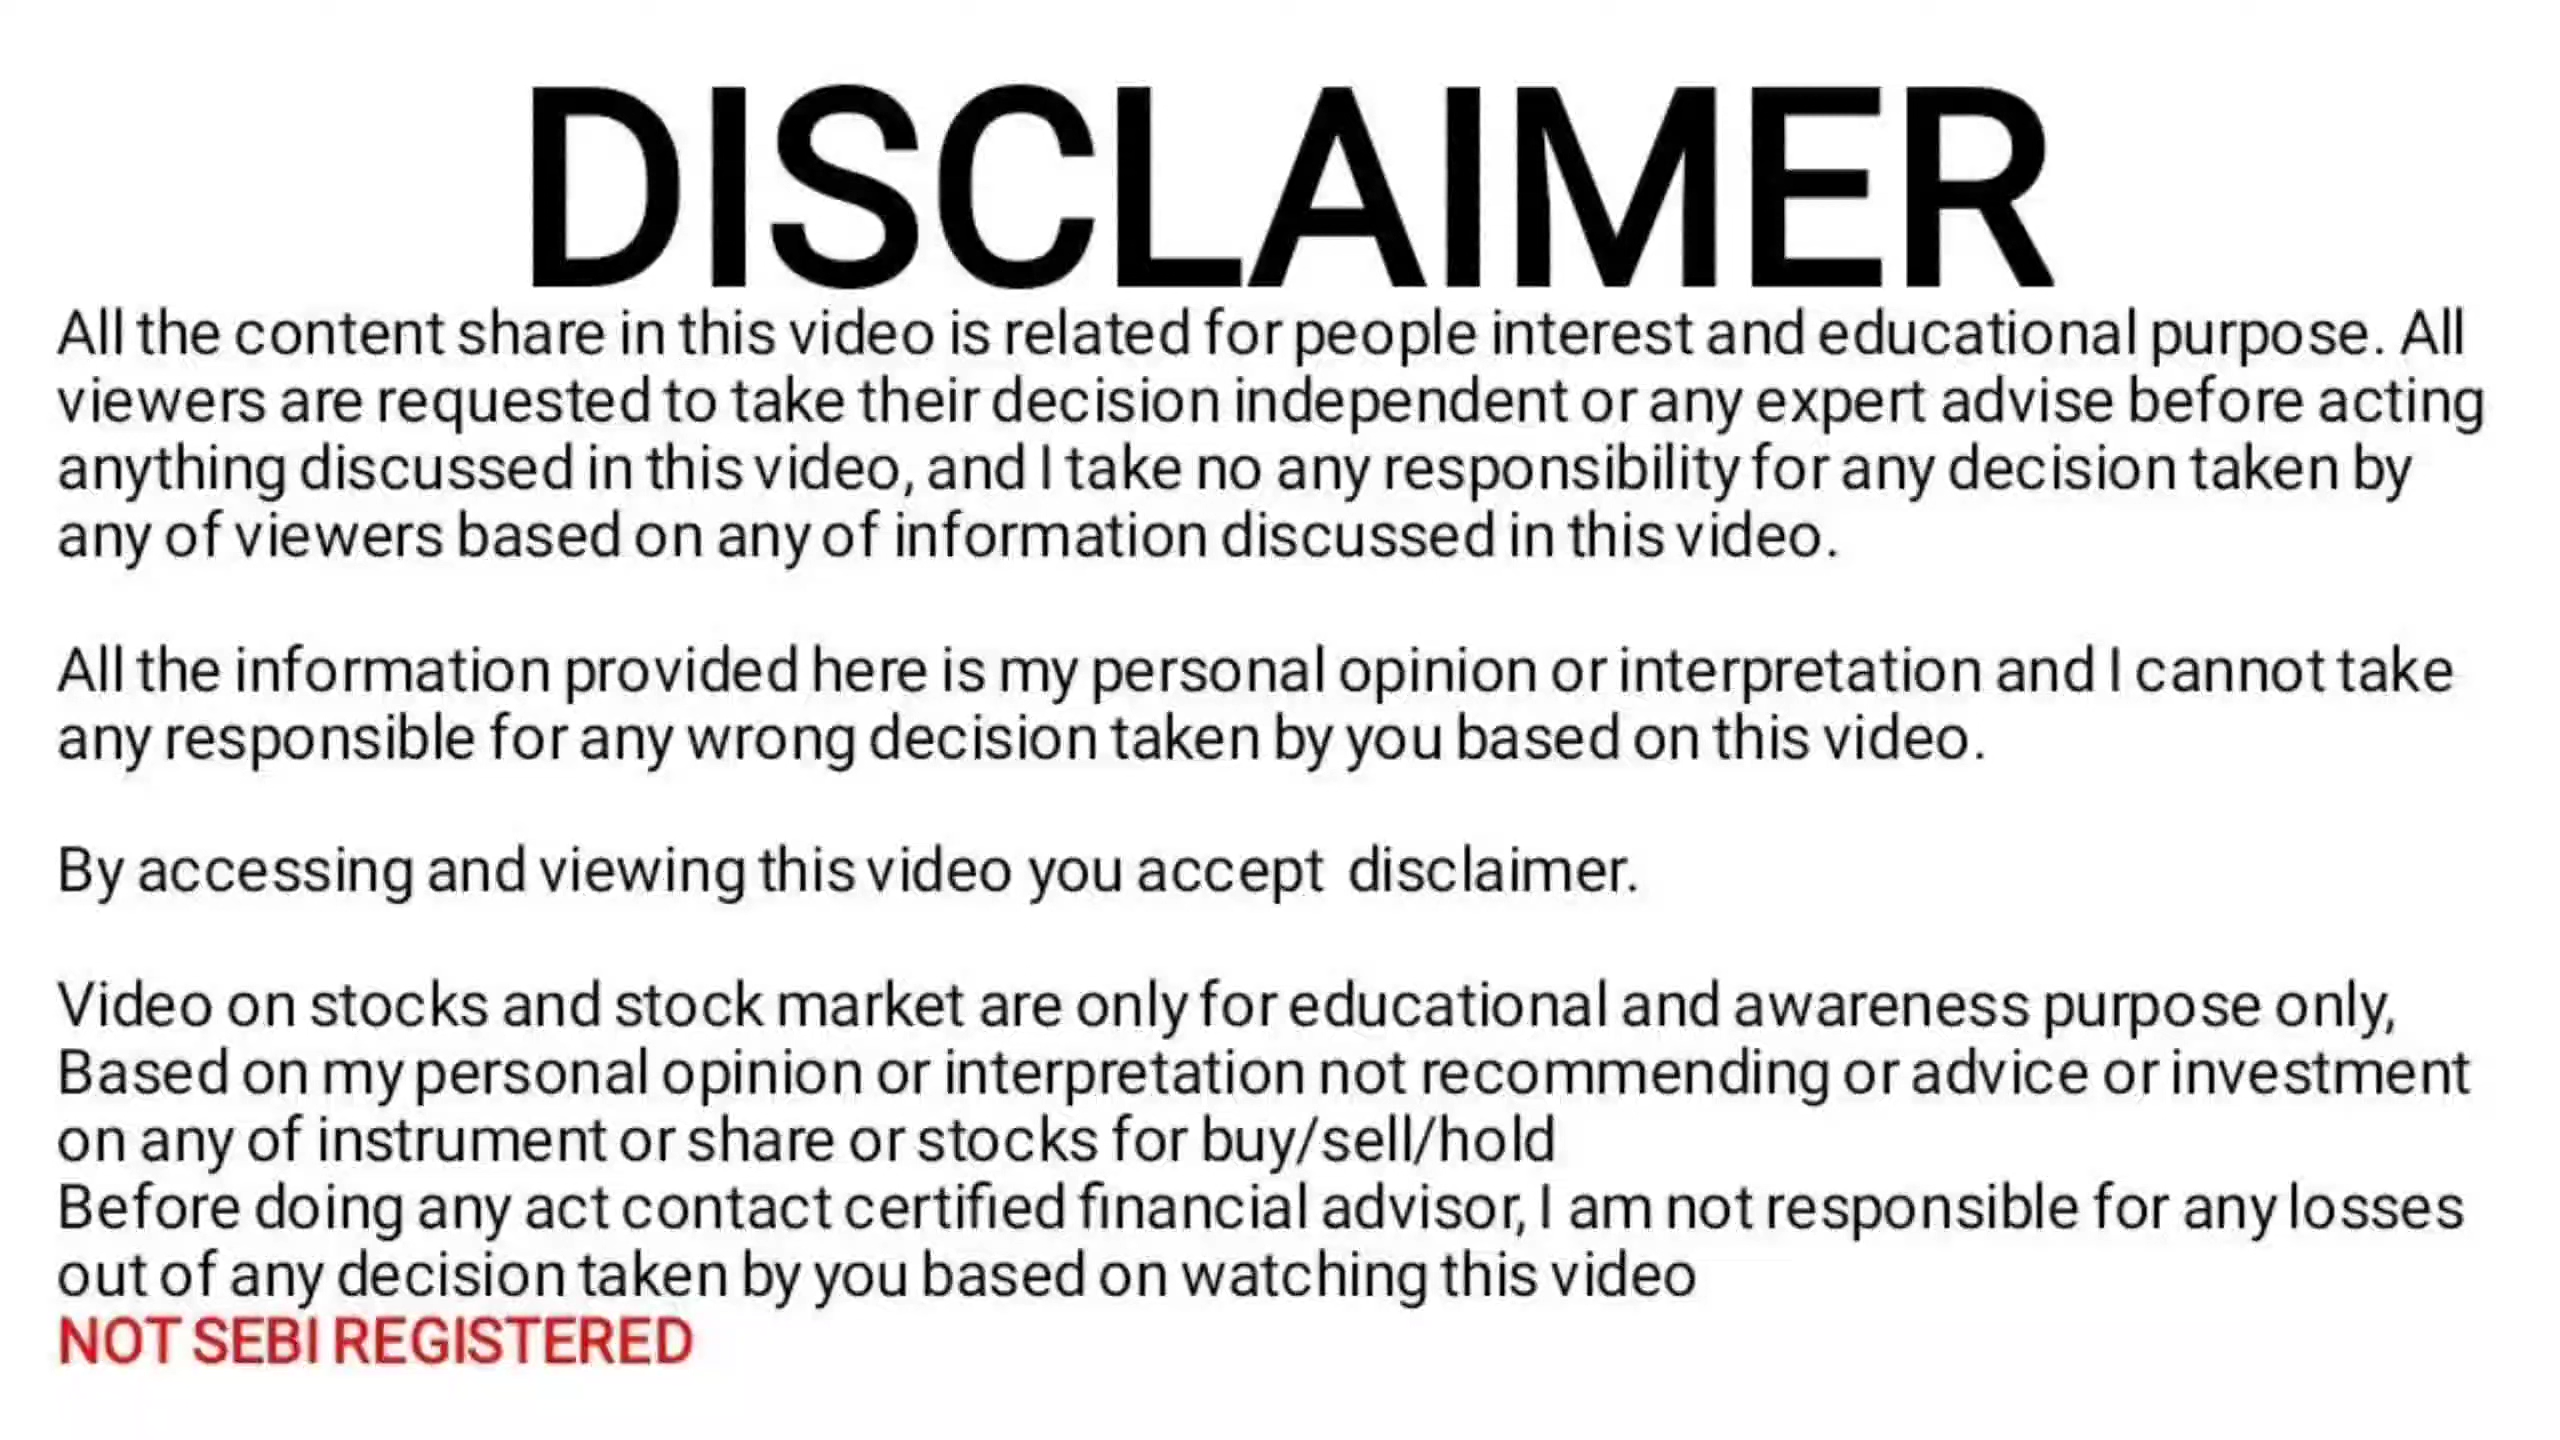 DISCLAIMER
All the content share in this video is related for people interest and educational purpose. All
viewers are requested to take their decision independent or any expert advise before acting
anything discussed in this video, and I take no any responsibility for any decision taken by
any of viewers based on any of information discussed in this video.
All the information provided here is my personal opinion or interpretation and I cannot take
any responsible for any wrong decision taken by you based on this video.
By accessing and viewing this video you accept disclaimer.
Video on stocks and stock market are only for educational and awareness purpose only,
Based on my personal opinion or interpretation not recommending or advice or investment
on any of instrument or share or stocks for buy/sell/hold
Before doing any act contact certified financial advisor, I am not responsible for any losses
out of any decision taken by you based on watching this video
NOT SEBI REGISTERED